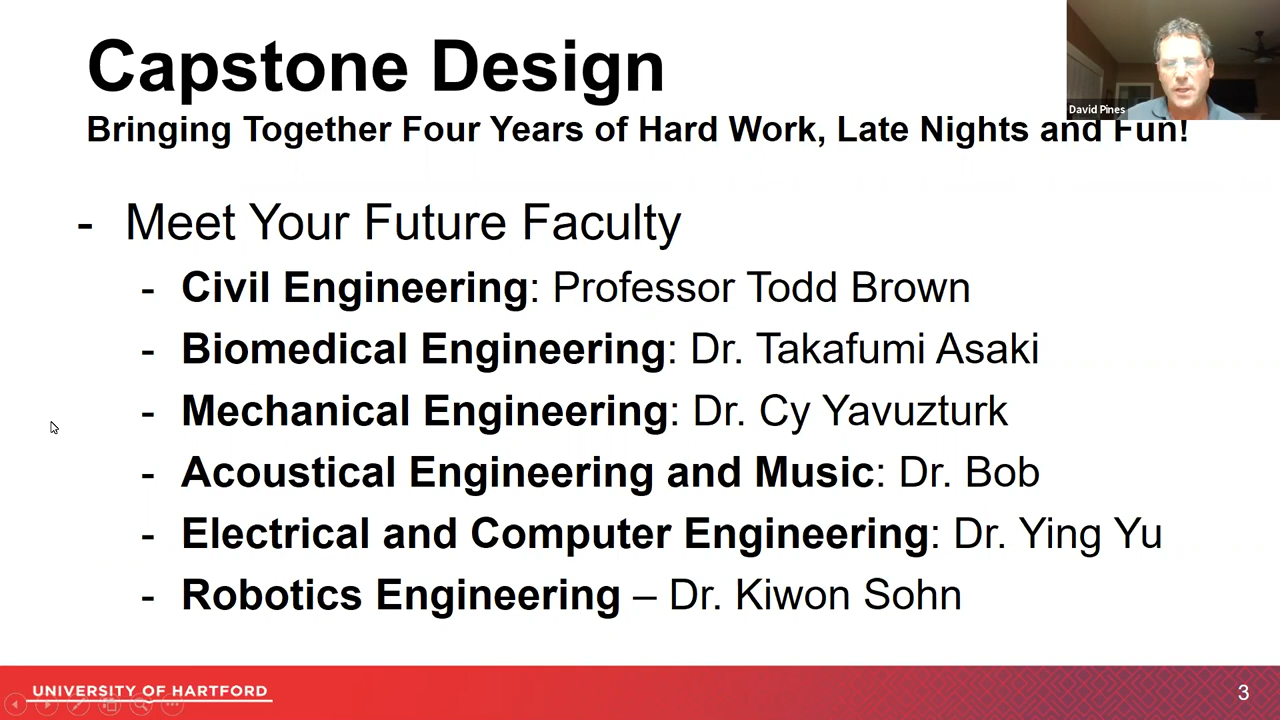 Capstone Design
David Pines
Bringing Together Four Years of Hard Work, Late Nights and Fun!
- Meet Your Future Faculty
- Civil Engineering: Professor Todd Brown
- Biomedical Engineering: Dr. Takafumi Asaki
- Mechanical Engineering: Dr. Cy Yavuzturk
- Acoustical Engineering and Music: Dr. Bob
- Electrical and Computer Engineering: Dr. Ying Yu
- Robotics Engineering – Dr. Kiwon Sohn
UNIVERSITY OF HARTFORD
3